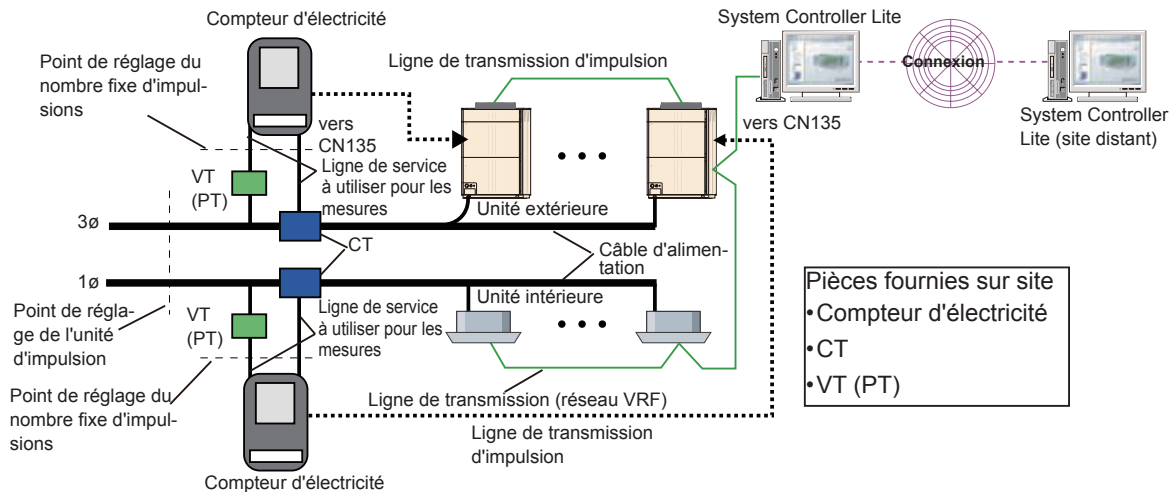 Compteur d'électricité
System Controller Lite
Point de réglage du
nombre fixe d'impul-
sions
Ligne de transmission d'impulsion
Connexion
System Controller
Lite (site distant)
vers
CN135
vers CN135
VT
(PT)
Ligne de service
à utiliser pour les
mesures
Unité extérieure
3ø
CT
Câble d'alimen-
tation
1ø
Unité intérieure
Point de régla-
ge de l'unité
d'impulsion
VT
(PT)
Ligne de service
à utiliser pour les
mesures
Pièces fournies sur site
•Compteur d'électricité
•CT
•VT (PT)
Point de réglage du
nombre fixe d'impul-
sions
Ligne de transmission (réseau VRF)
Ligne de transmission
d'impulsion
Compteur d'électricité